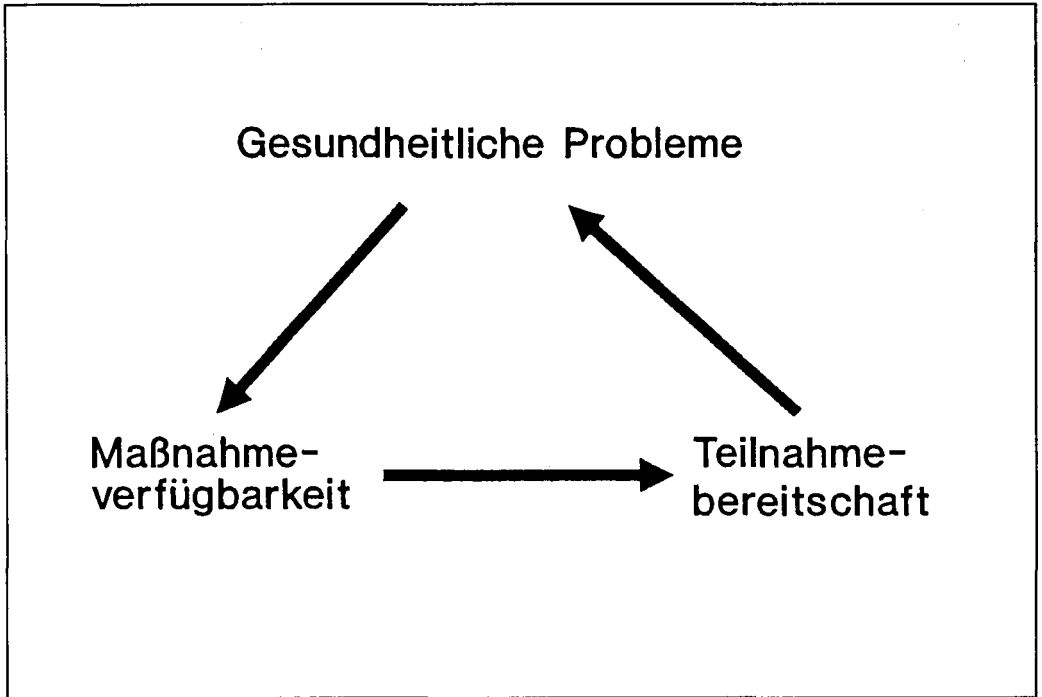 Gesundheitliche Probleme
Maßnahme-
verfügbarkeit
Teilnahme-
bereitschaft